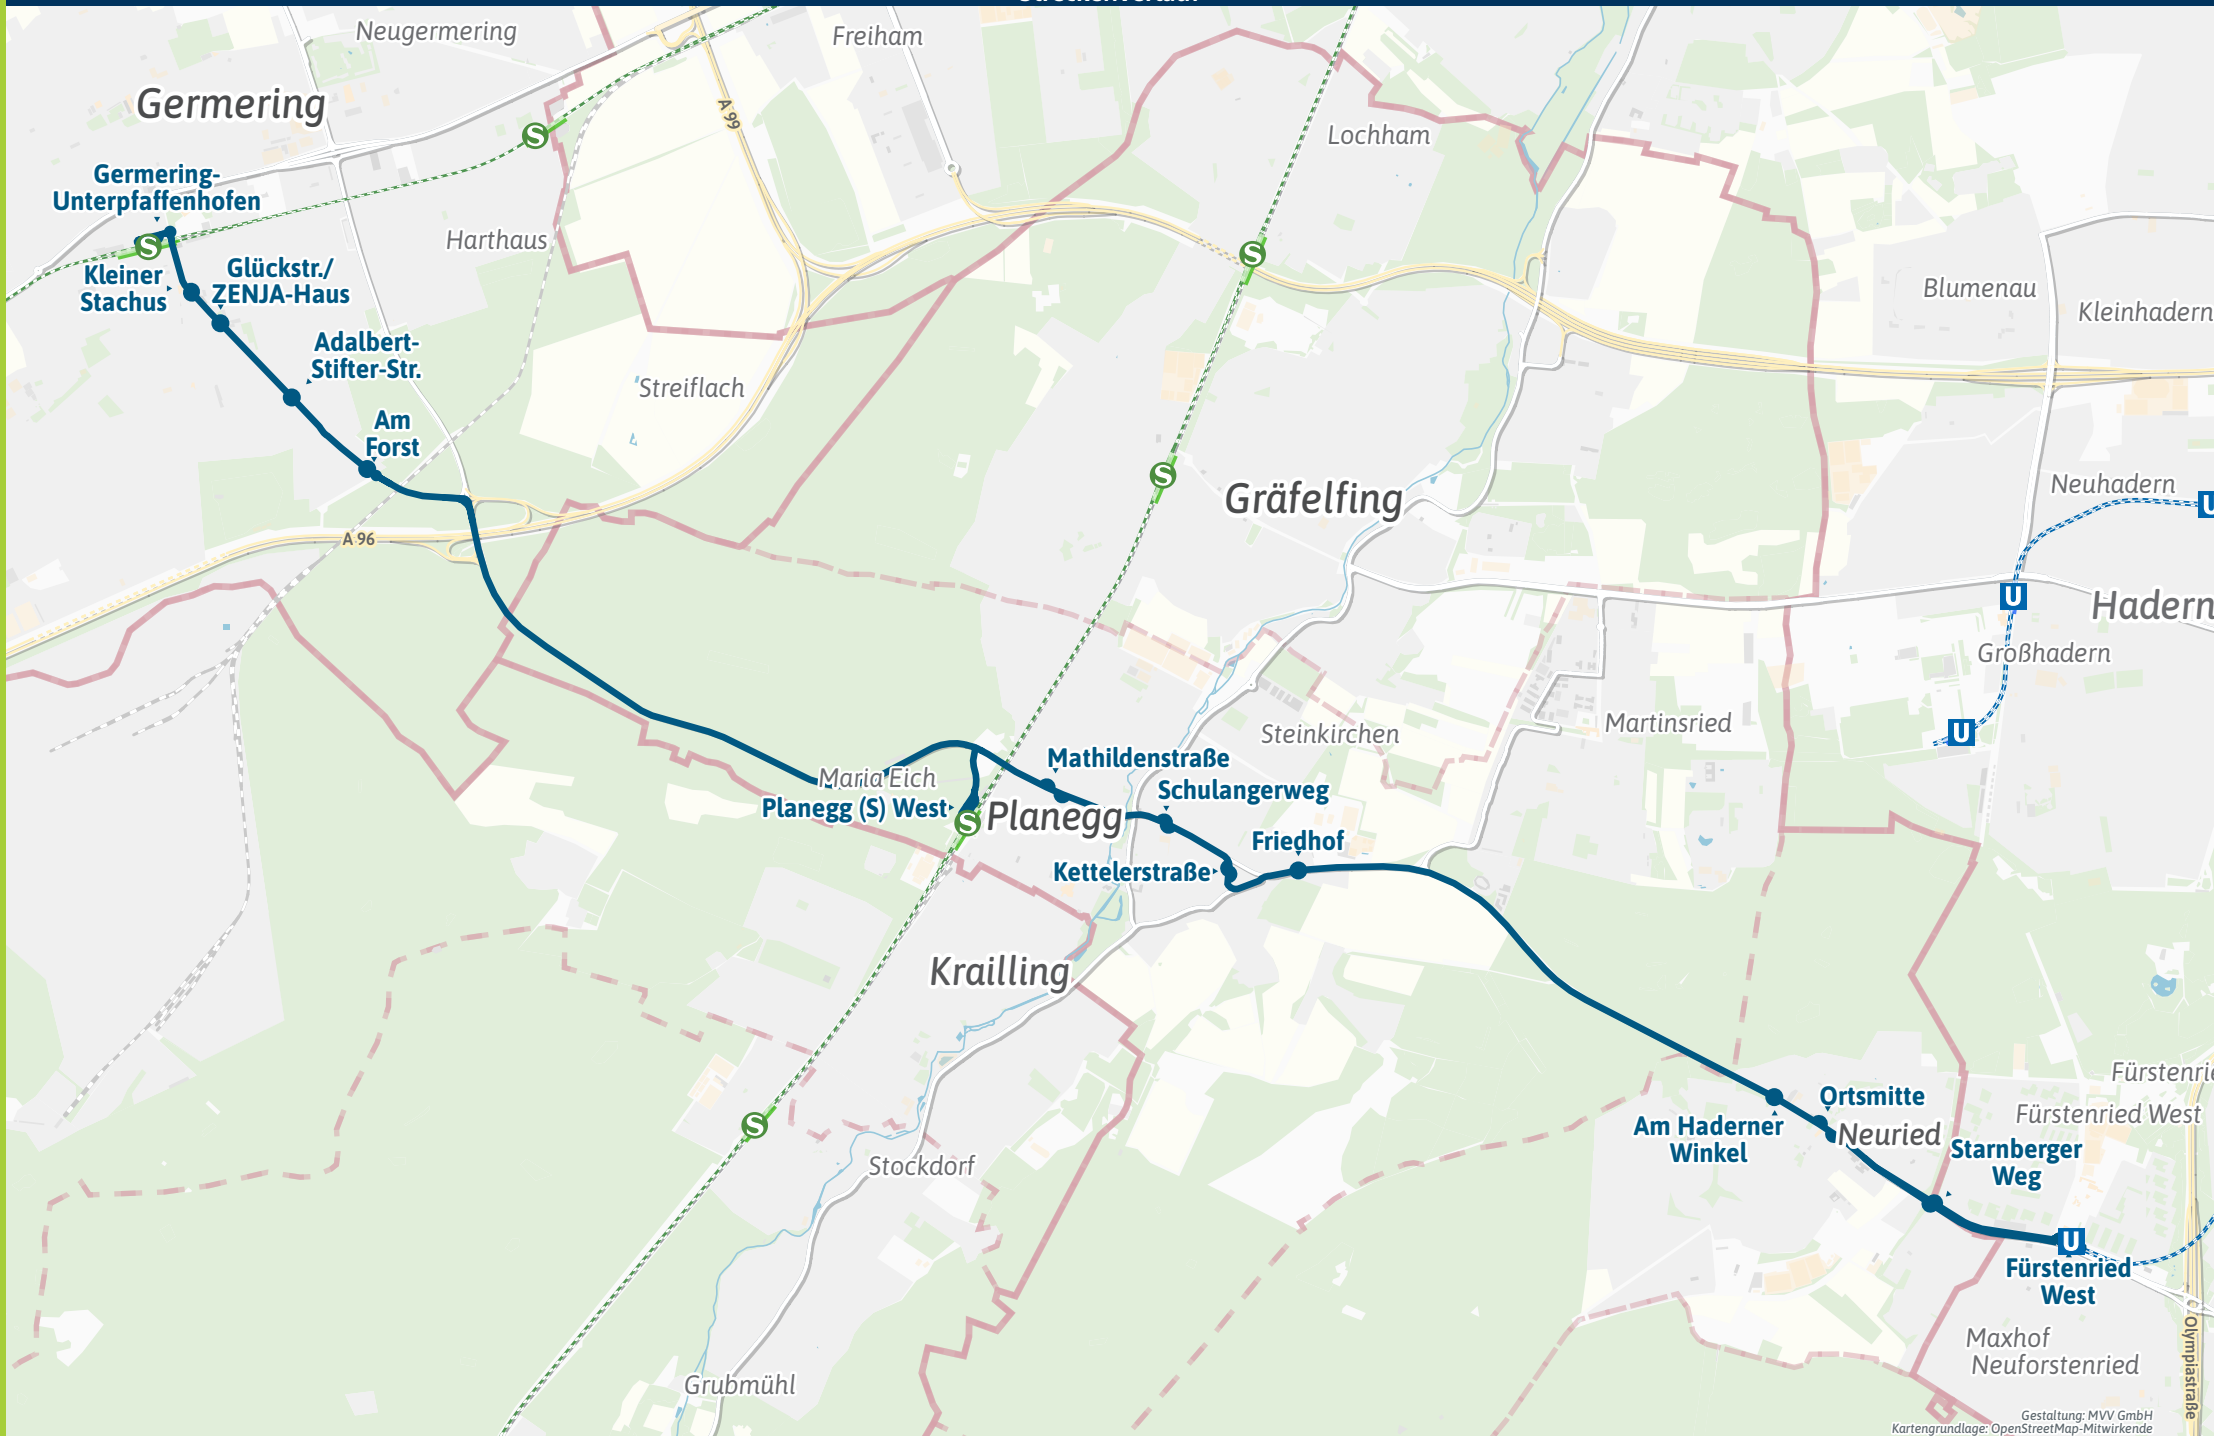 Neugermering
Freiham
Germering
A 99
Lochham
Germering-
Unterpfaffenhofen
Harthaus
Kleiner
Stachus
Glückstr./
ZENJA-Haus
Blumenau
Kleinhadern
Adalbert-
Stifter-Str.
Streiflach
Am
Forst
Gräfelfing
Neuhadern
U
A 96
U
Hadern
Großhadern
Martinsried
Steinkirchen
U
Mathildenstraße
Maria Eich
Schulangerweg
Planegg (S) West
S
Planegg
Friedhof
Kettelerstraße
Krailling
Fürstenrie
Ortsmitte
Fürstenried West
Am Haderner
Winkel
Neuried
Starnberger
Weg
S
S
S
S
S
Stockdorf
U
Fürstenried
West
Maxhof
Neuforstenried
Olympiastraße
Grubmühl
Gestaltung: MVV GmbH
Kartengrundlage: OpenStreetMap-Mitwirkende